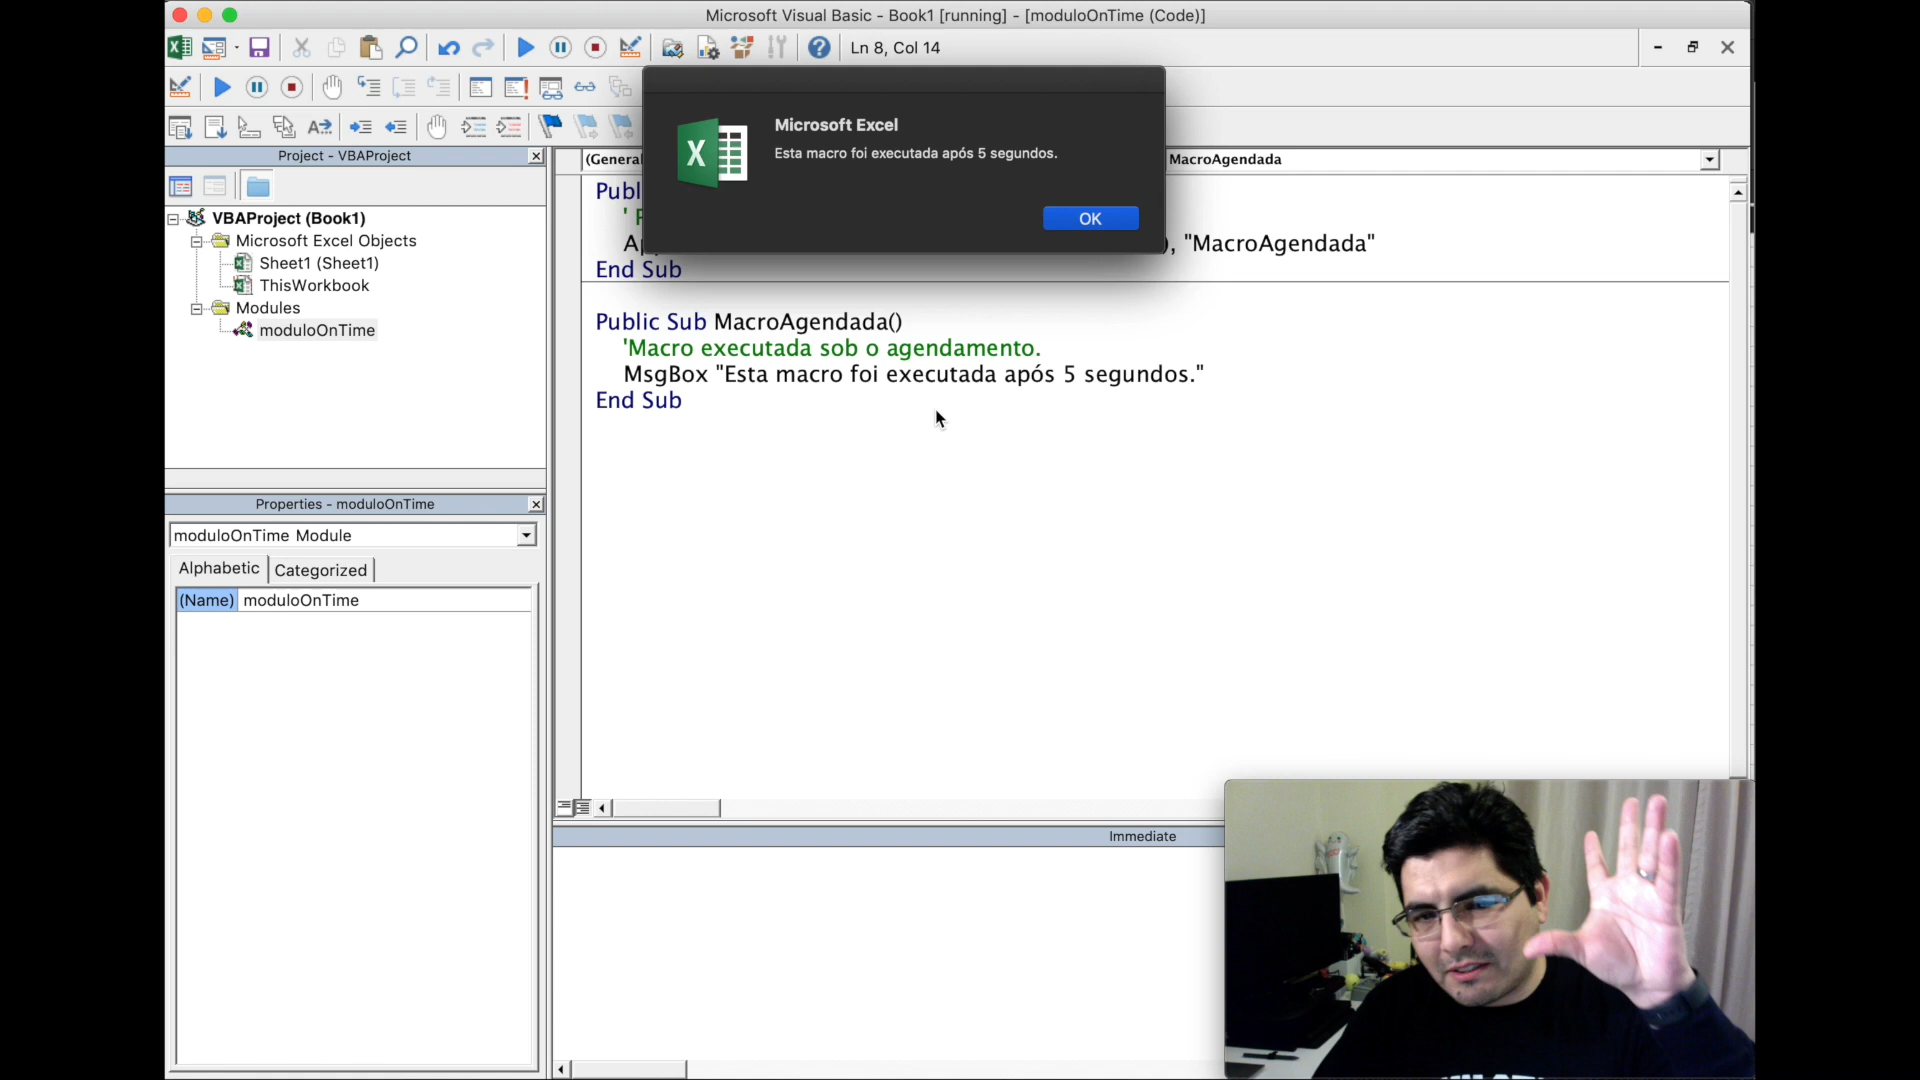 Microsoft Visual Basic - Book1 [running] - [moduloOnTime (Code)]
Ln 8, Col 14
Microsoft Excel
Esta macro foi executada após 5 segundos.
OK
Project - VBAProject
VBAProject (Book1)
Microsoft Excel Objects
Sheet1 (Sheet1)
ThisWorkbook
Modules
moduloOnTime
Properties - moduloOnTime
moduloOnTime Module
Alphabetic
Categorized
(Name) moduloOnTime
(General
MacroAgendada
Publ
, "MacroAgendada"
End Sub
Public Sub MacroAgendada()
'Macro executada sob o agendamento.
MsgBox "Esta macro foi executada após 5 segundos."
End Sub
Immediate